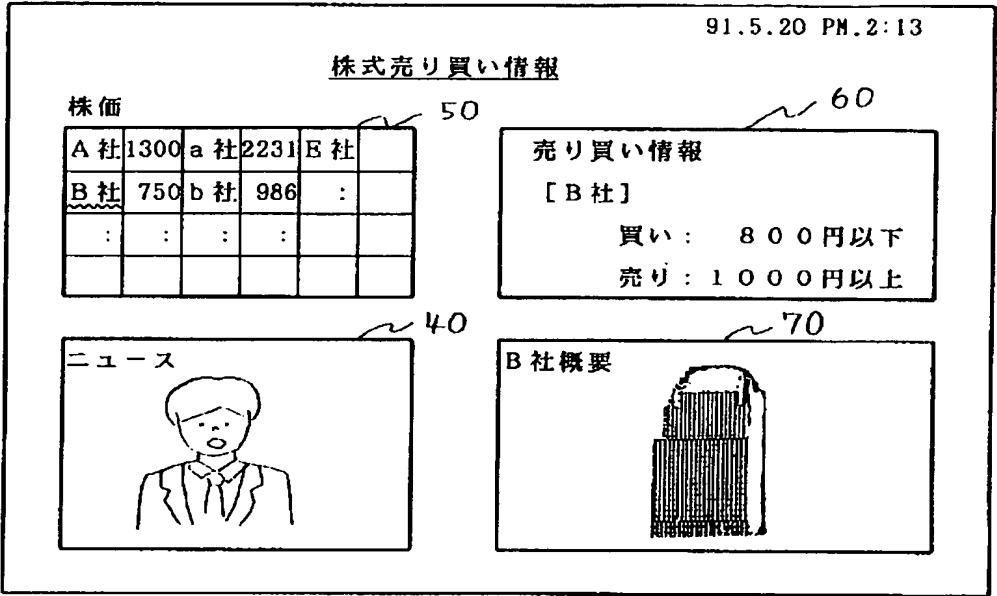 91.5.20 PM.2:13
株式売り買い情報
株価
50
A社 1300 a社 2231 E社
B社 750 b社 986 :
: : : :
60
売り買い情報
[B社]
買い: 800円以下
売り:1000円以上
40
ニュース
70
B社概要